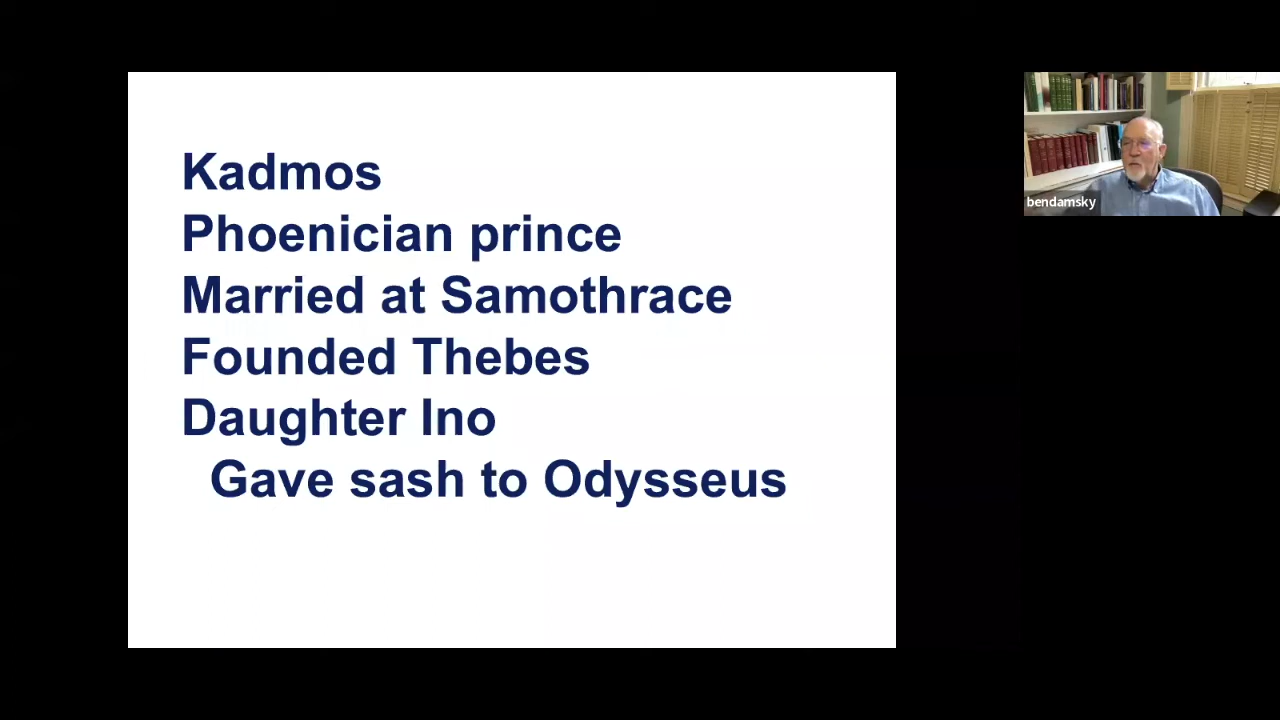 Kadmos
Phoenician prince
Married at Samothrace
Founded Thebes
Daughter Ino
Gave sash to Odysseus
bendamsky